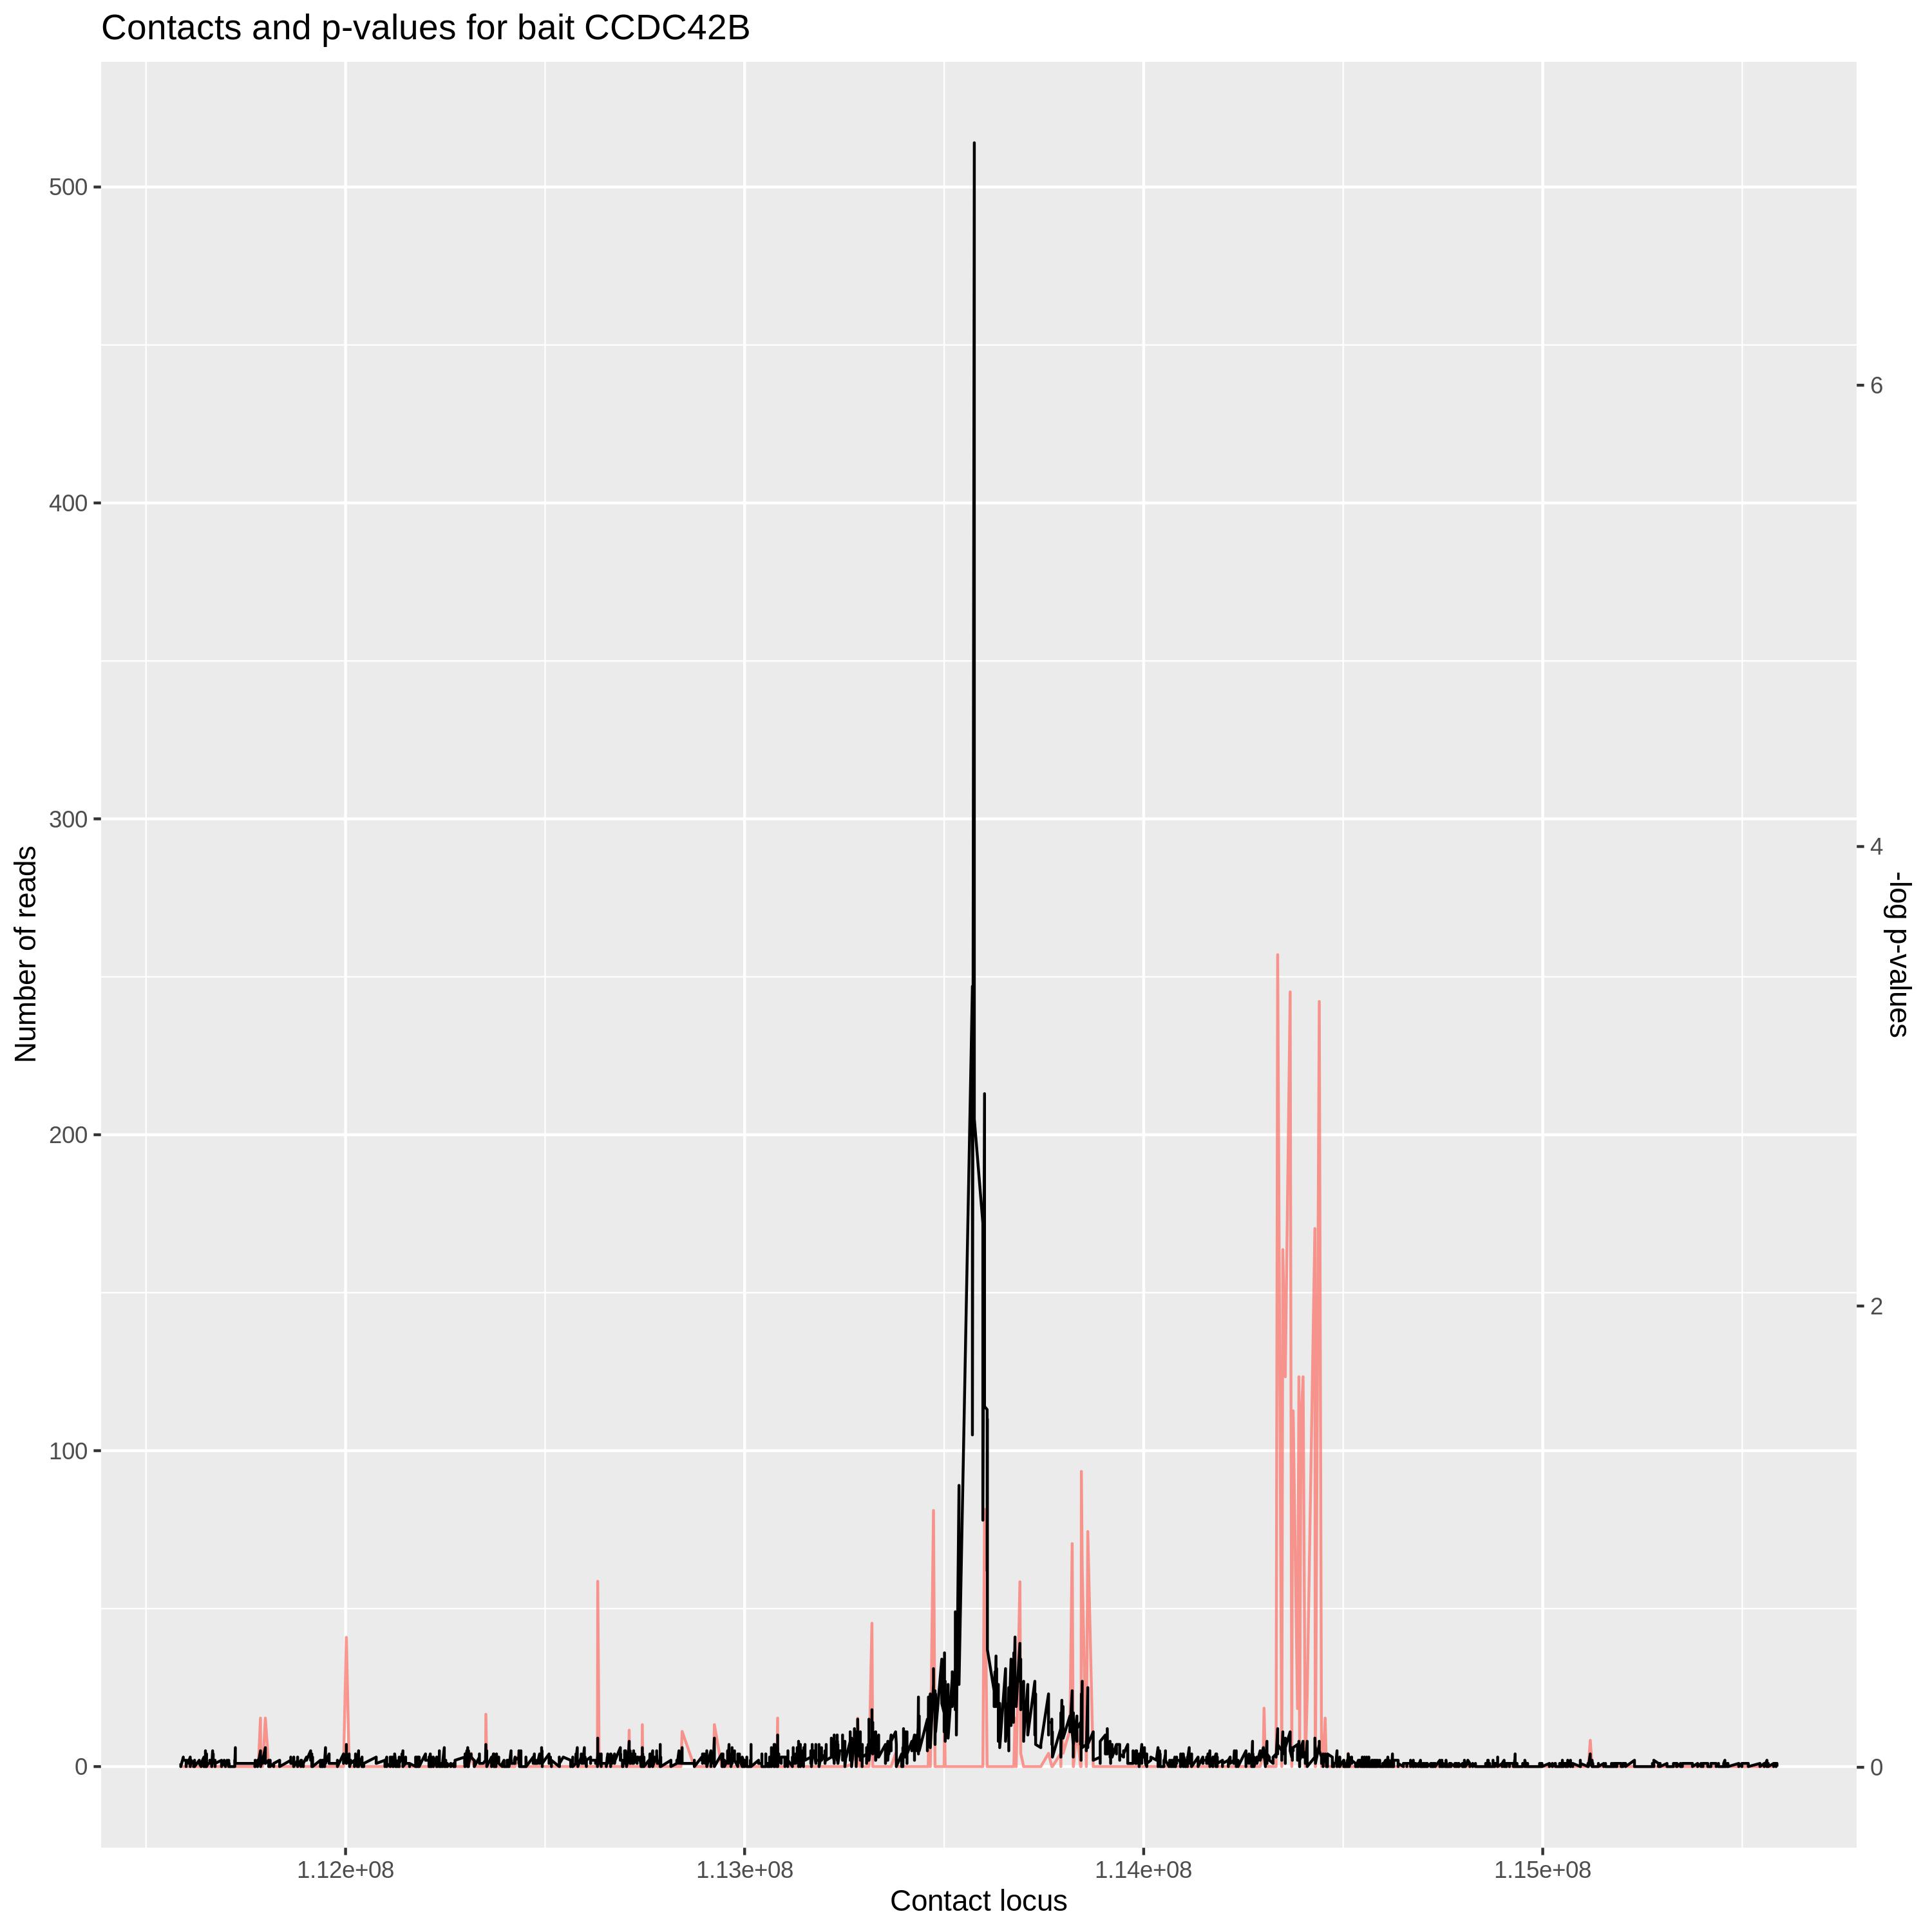 Contacts and p-values for bait CCDC42B
500
400
300
200
100
0
Number of reads
6
4
2
0
-log p-values
1.12e+08
1.13e+08
1.14e+08
1.15e+08
Contact locus